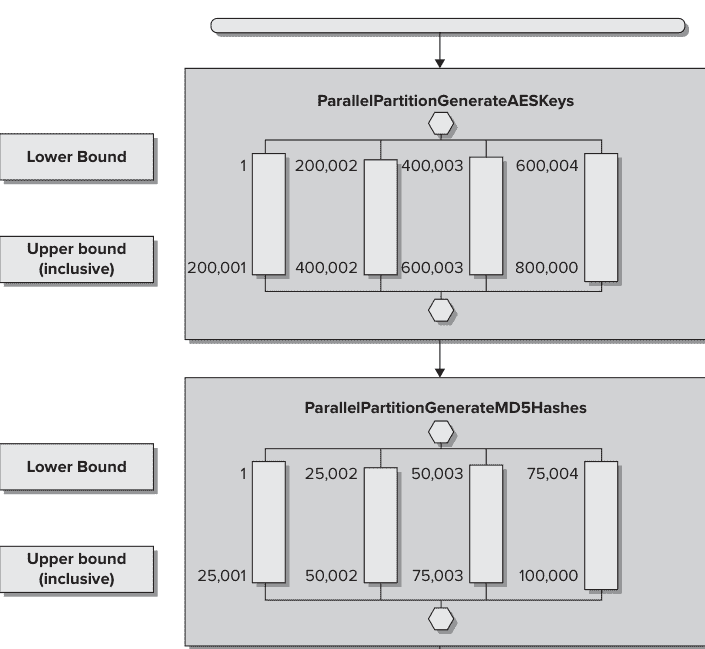 ParallelPartitionGenerateAESKeys
Lower Bound
1 200,002 400,003 600,004
Upper bound
(inclusive)
200,001 400,002 600,003 800,000
ParallelPartitionGenerateMD5Hashes
Lower Bound
1 25,002 50,003 75,004
Upper bound
(inclusive)
25,001 50,002 75,003 100,000